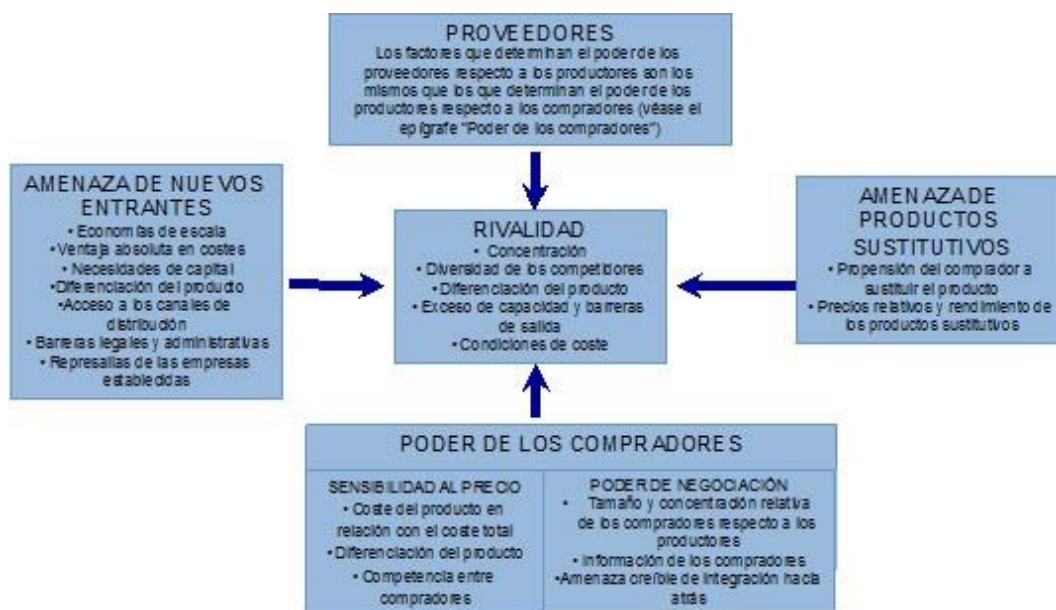 PROVEEDORES
Los factores que determinan el poder de los
proveedores respecto a los productores son los
mismos que los que determinan el poder de los
productores respecto a los compradores (véase el
epígrafe "Poder de los compradores")
AMENAZA DE NUEVOS
ENTRANTES
• Economías de escala
• Ventaja absoluta en costes
• Necesidades de capital
• Diferenciación del producto
• Acceso a los canales de
distribución
• Barreras legales y administrativas
• Represalias de las empresas
establecidas
RIVALIDAD
• Concentración
• Diversidad de los competidores
• Diferenciación del producto
• Exceso de capacidad y barreras
de salida
• Condiciones de coste
AMENAZA DE
PRODUCTOS
SUSTITUTIVOS
• Propensión del comprador a
sustituir el producto
• Precios relativos y rendimiento de
los productos sustitutivos
PODER DE LOS COMPRADORES
SENSIBILIDAD AL PRECIO
• Coste del producto en
relación con el coste total
• Diferenciación del producto
• Competencia entre
compradores
PODER DE NEGOCIACIÓN
• Tamaño y concentración relativa
de los compradores respecto a los
productores
• Información de los compradores
• Amenaza creíble de integración hacia
atrás